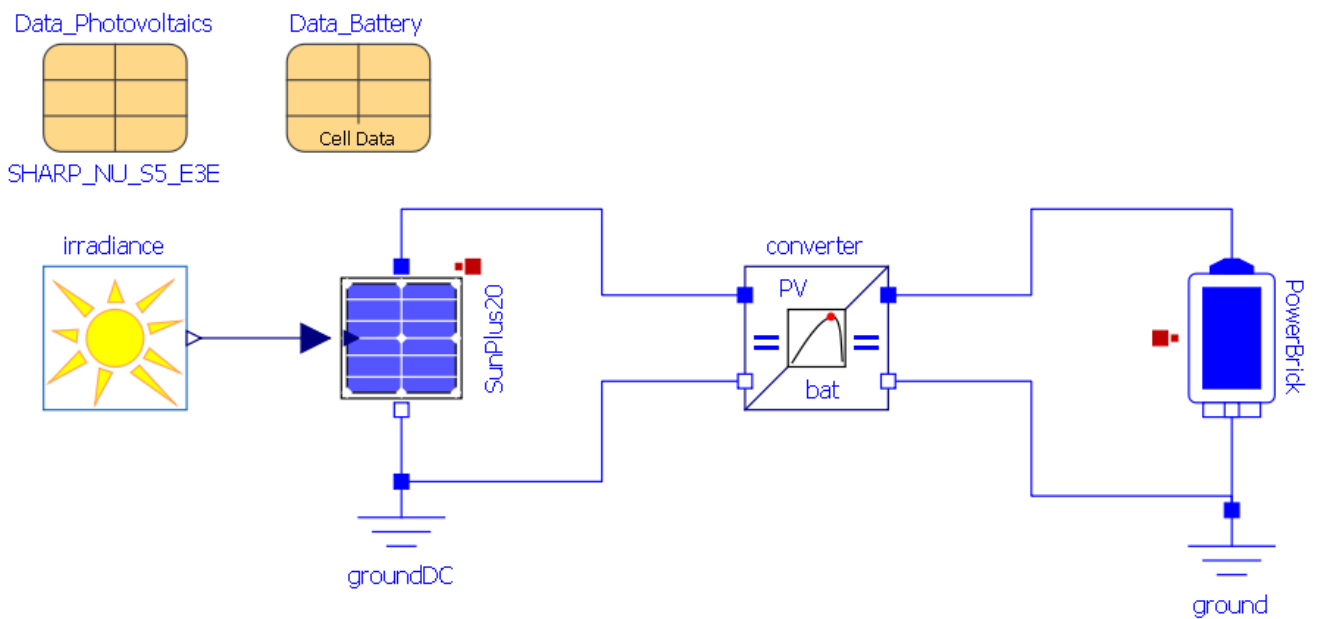 Data_Photovoltaics
Data_Battery
Cell Data
SHARP_NU_S5_E3E
irradiance
SunPlus20
converter
PV
bat
PowerBrick
groundDC
ground